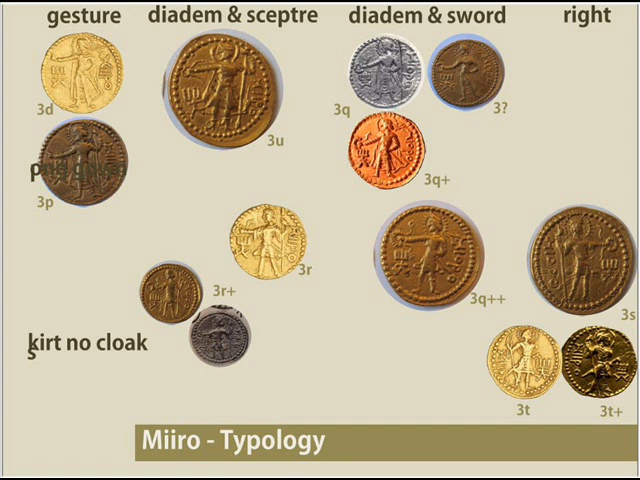 gesture
diadem & sceptre
diadem & sword
right
3d
3u
3q
3?
3q+
3p
3r
3r+
3q++
3s
kirt no cloak
s
3t
3t+
Miiro - Typology